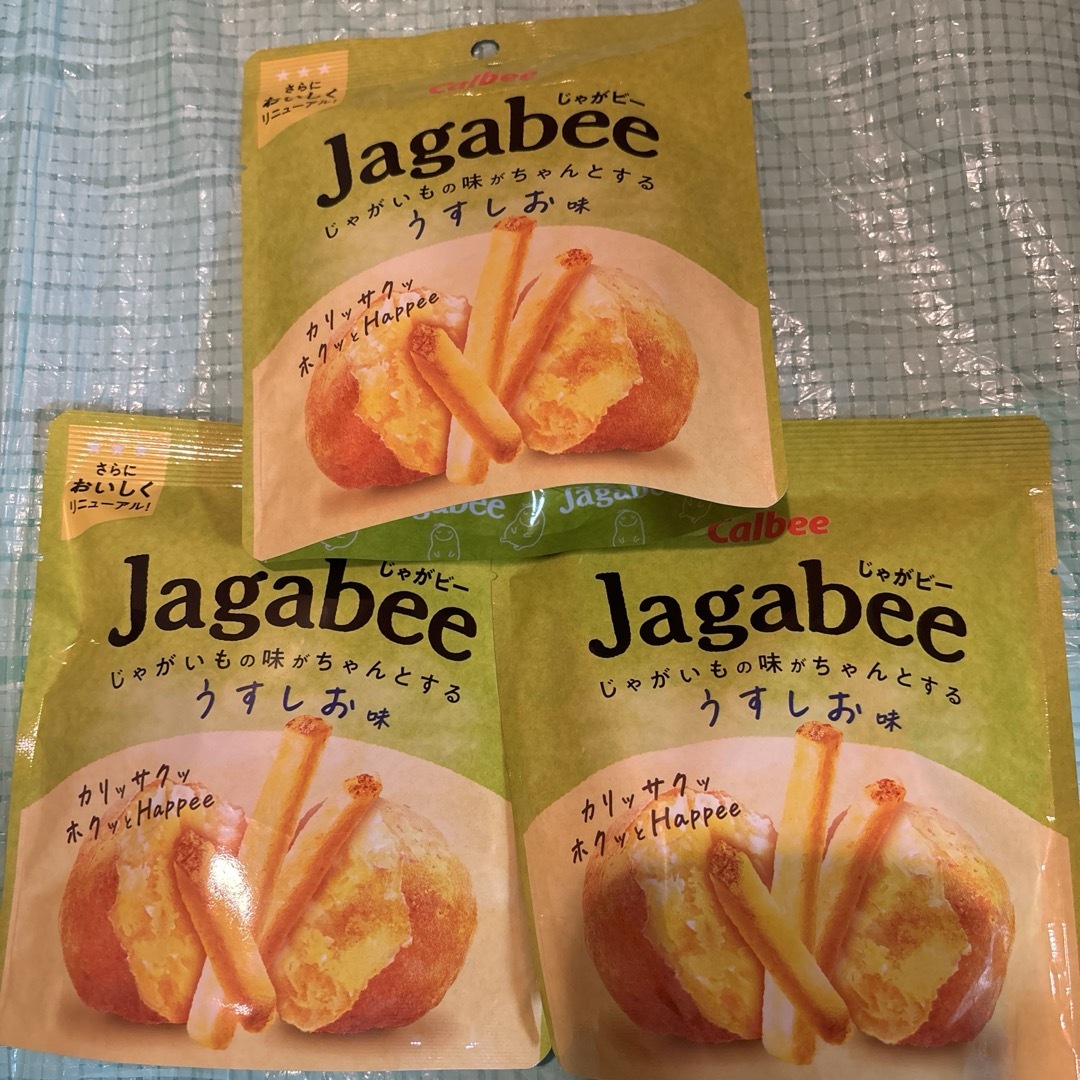 さらに
おいしく
リニューアル!
Calbee
じゃがビー
Jagabee
じゃがいもの味がちゃんとする
うすしお味
カリッサクッ
ホクッとHappee
Jagabee
Jagabee
さらに
おいしく
リニューアル!
じゃがビー
Jagabee
じゃがいもの味がちゃんとする
うすしお味
カリッサクッ
ホクッとHappee
Calbee
じゃがビー
Jagabee
じゃがいもの味がちゃんとする
うすしお味
カリッサクッ
ホクッとHappee